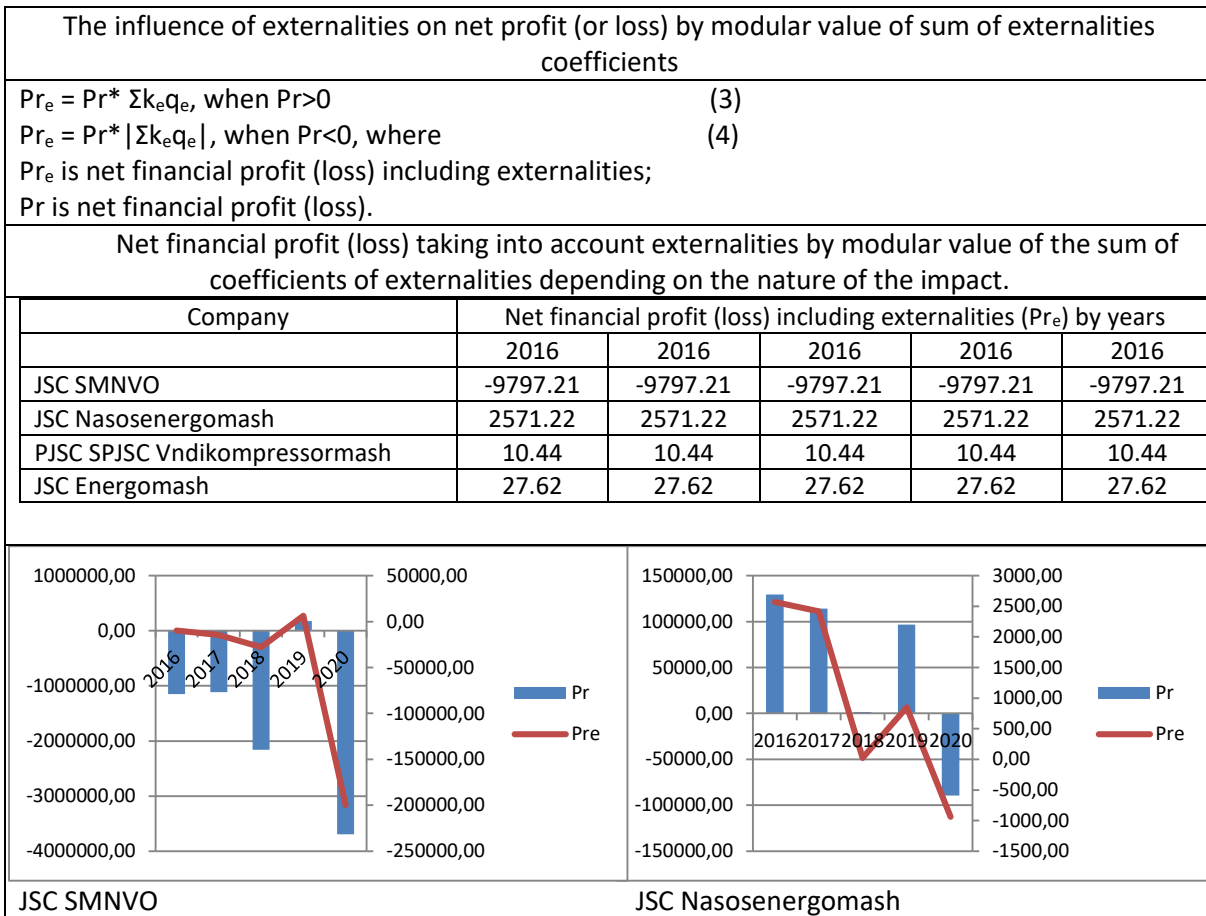 The influence of externalities on net profit (or loss) by modular value of sum of externalities
coefficients
Prₑ = Pr* Σkₑqₑ, when Pr>0 (3)
Prₑ = Pr*|Σkₑqₑ|, when Pr<0, where (4)
Prₑ is net financial profit (loss) including externalities;
Pr is net financial profit (loss).
Net financial profit (loss) taking into account externalities by modular value of the sum of
coefficients of externalities depending on the nature of the impact.
Company Net financial profit (loss) including externalities (Prₑ) by years
2016 2016 2016 2016 2016
JSC SMNVO -9797.21 -9797.21 -9797.21 -9797.21 -9797.21
JSC Nasosenergomash 2571.22 2571.22 2571.22 2571.22 2571.22
PJSC SPJSC Vndikompressormash 10.44 10.44 10.44 10.44 10.44
JSC Energomash 27.62 27.62 27.62 27.62 27.62
1000000,00
0,00
-1000000,00
-2000000,00
-3000000,00
-4000000,00
2016 2017 2018 2019 2020
50000,00
0,00
-50000,00
-100000,00
-150000,00
-200000,00
-250000,00
Pr
Pre
150000,00
100000,00
50000,00
0,00
-50000,00
-100000,00
-150000,00
2016 2017 2018 2019 2020
3000,00
2500,00
2000,00
1500,00
1000,00
500,00
0,00
-500,00
-1000,00
-1500,00
Pr
Pre
JSC SMNVO JSC Nasosenergomash